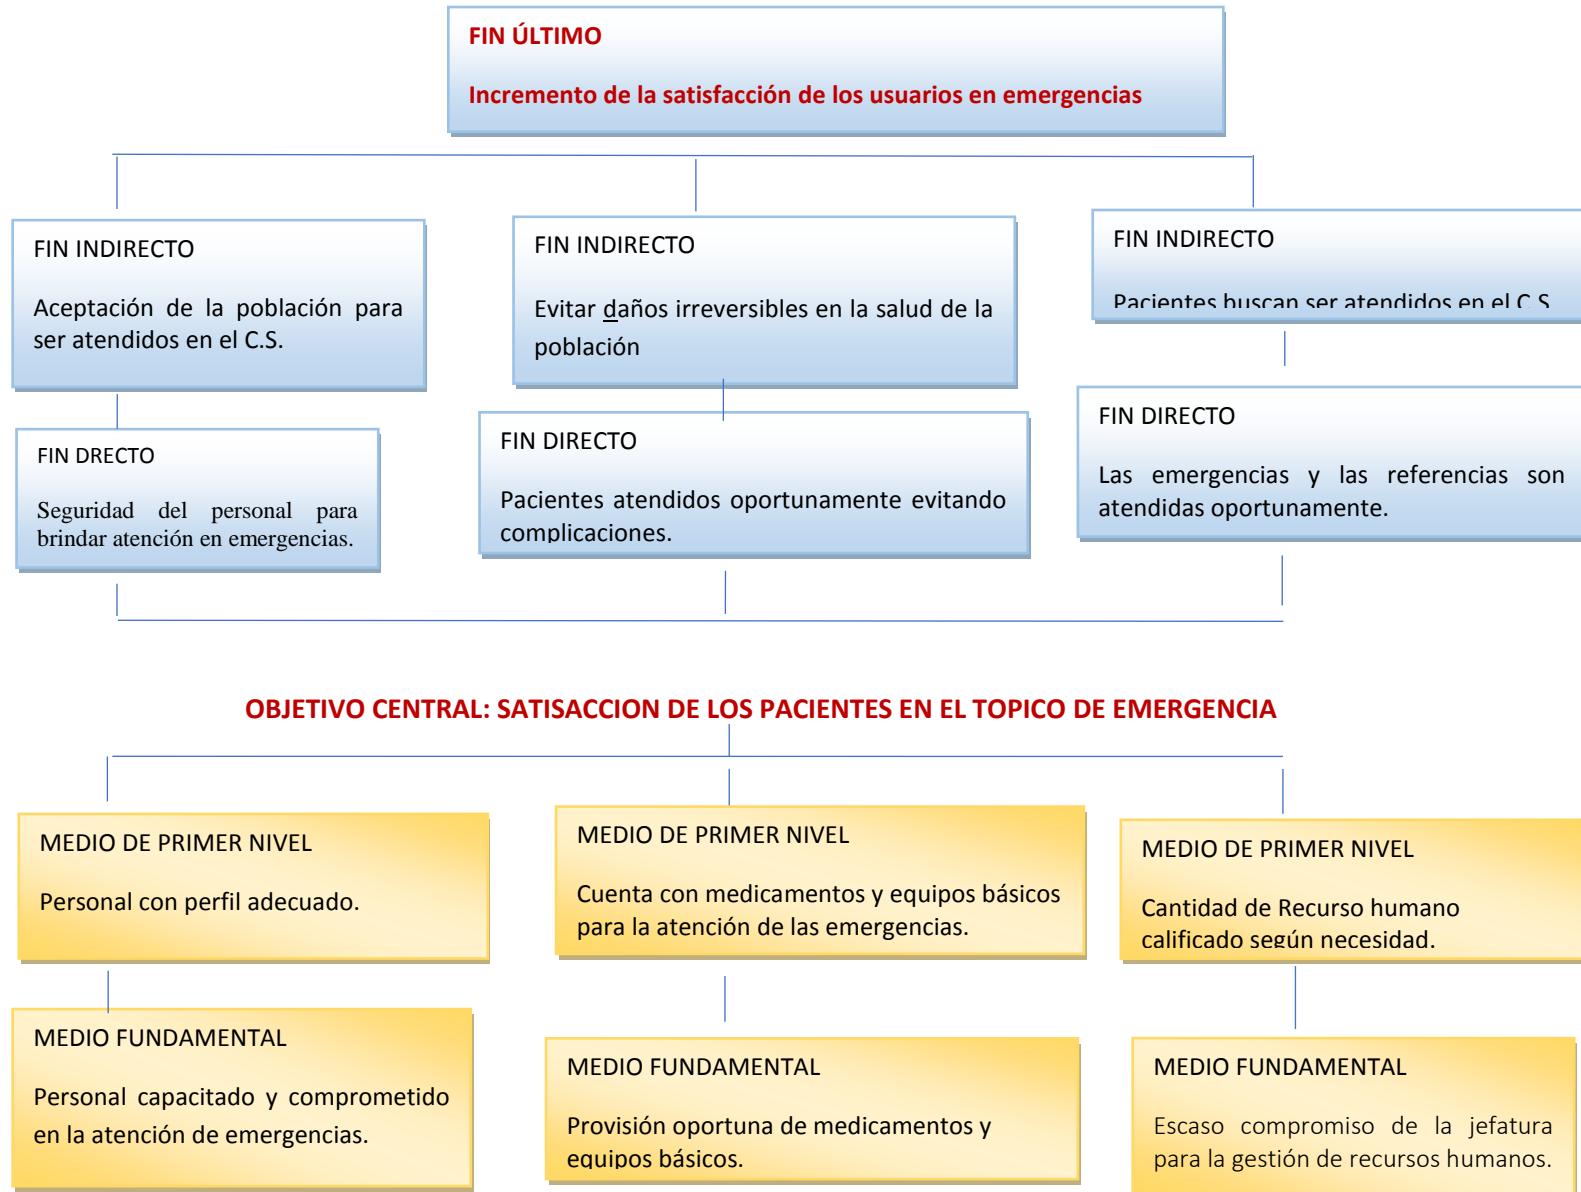 FIN ÚLTIMO
Incremento de la satisfacción de los usuarios en emergencias
FIN INDIRECTO
Aceptación de la población para
ser atendidos en el C.S.
FIN INDIRECTO
Evitar daños irreversibles en la salud de la
población
FIN INDIRECTO
Pacientes buscan ser atendidos en el C.S.
FIN DRECTO
Seguridad del personal para
brindar atención en emergencias.
FIN DIRECTO
Pacientes atendidos oportunamente evitando
complicaciones.
FIN DIRECTO
Las emergencias y las referencias son
atendidas oportunamente.
OBJETIVO CENTRAL: SATISACCION DE LOS PACIENTES EN EL TOPICO DE EMERGENCIA
MEDIO DE PRIMER NIVEL
Personal con perfil adecuado.
MEDIO DE PRIMER NIVEL
Cuenta con medicamentos y equipos básicos
para la atención de las emergencias.
MEDIO DE PRIMER NIVEL
Cantidad de Recurso humano
calificado según necesidad.
MEDIO FUNDAMENTAL
Personal capacitado y comprometido
en la atención de emergencias.
MEDIO FUNDAMENTAL
Provisión oportuna de medicamentos y
equipos básicos.
MEDIO FUNDAMENTAL
Escaso compromiso de la jefatura
para la gestión de recursos humanos.